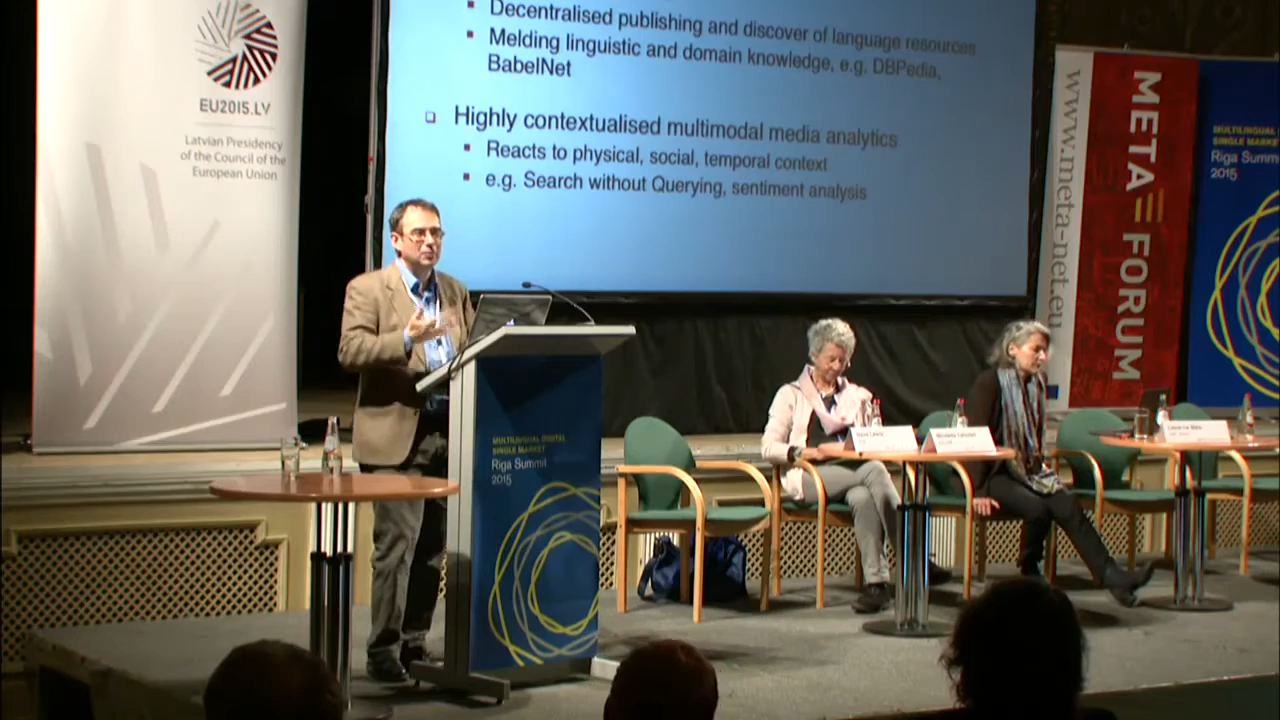 EU2015.LV
Latvian Presidency
of the Council of the
European Union
Decentralised publishing and discover of language resources
Melding linguistic and domain knowledge, e.g. DBPedia,
BabelNet
Highly contextualised multimodal media analytics
Reacts to physical, social, temporal context
e.g. Search without Querying, sentiment analysis
www.meta-net.eu
META FORUM
MULTILINGUAL
SINGLE MARKET
Riga Summit
2015
MULTILINGUAL DIGITAL
SINGLE MARKET
Riga Summit
2015
Dave Lewis